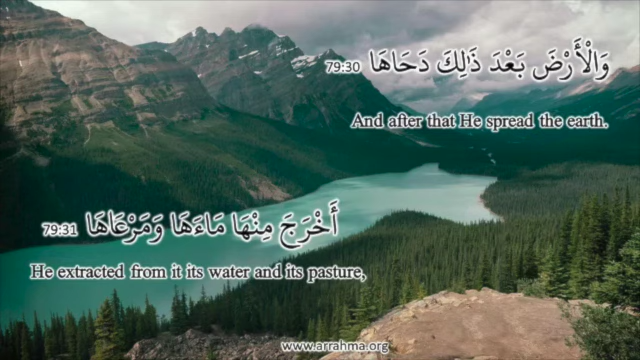 وَالْأَرْضَ بَعْدَ ذَلِكَ دَحَاهَا 79:30
And after that He spread the earth.
أَخْرَجَ مِنْهَا مَاءَهَا وَمَرْعَاهَا 79:31
He extracted from it its water and its pasture,
www.arrahma.org